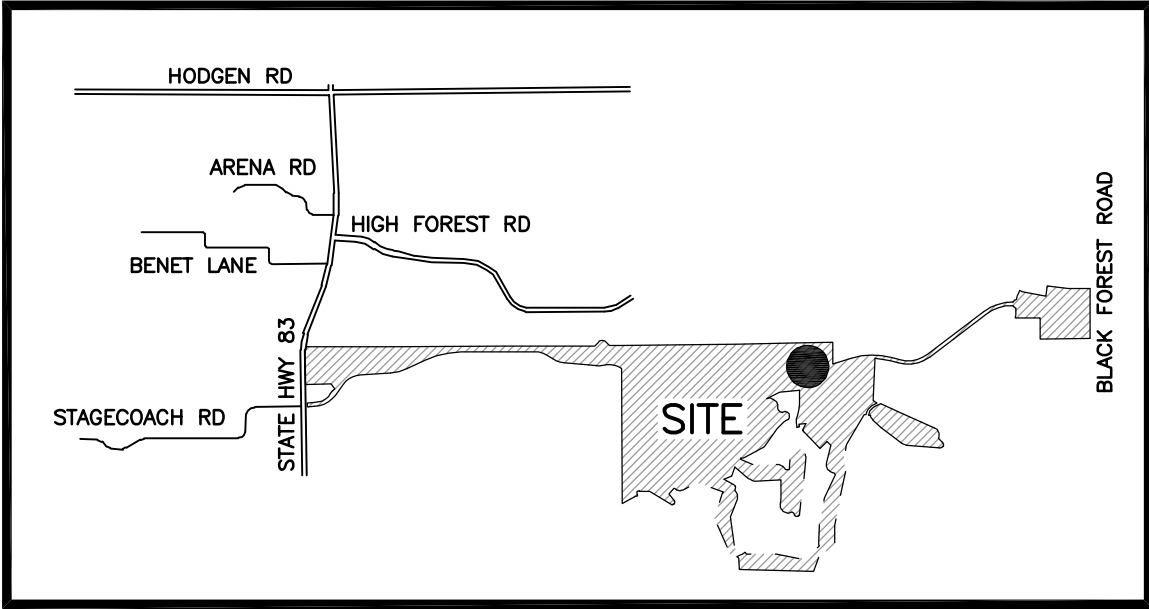 HODGEN RD
ARENA RD
HIGH FOREST RD
BENET LANE
STATE HWY 83
STAGECOACH RD
SITE
BLACK FOREST ROAD